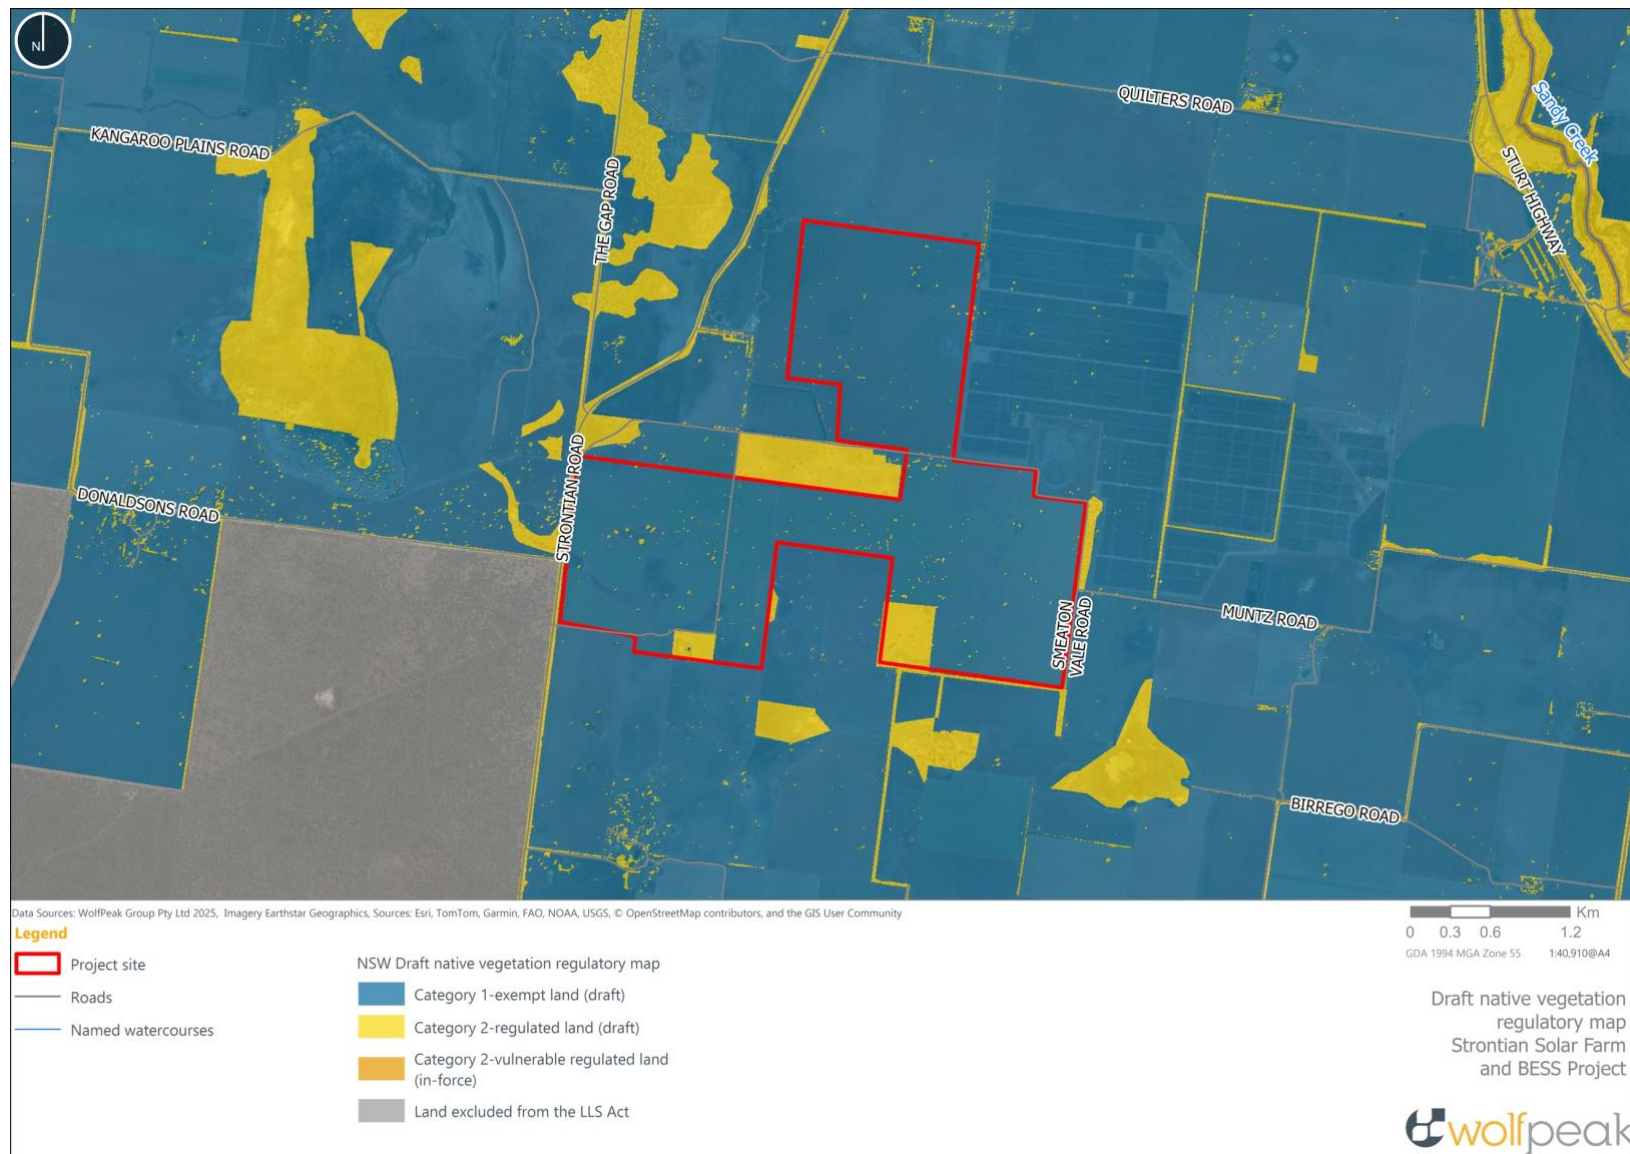 N
QUILTERS ROAD
Sandy Creek
KANGAROO PLAINS ROAD
STURT HIGHWAY
THE GAP ROAD
STRONTIAN ROAD
DONALDSONS ROAD
SMEATON
VALE ROAD
MUNTZ ROAD
BIRREGO ROAD
Data Sources: WolfPeak Group Pty Ltd 2025, Imagery Earthstar Geographics, Sources: Esri, TomTom, Garmin, FAO, NOAA, USGS, © OpenStreetMap contributors, and the GIS User Community
Legend
Project site
Roads
Named watercourses
NSW Draft native vegetation regulatory map
Category 1-exempt land (draft)
Category 2-regulated land (draft)
Category 2-vulnerable regulated land
(in-force)
Land excluded from the LLS Act
Km
0 0.3 0.6 1.2
GDA 1994 MGA Zone 55 1:40,910@A4
Draft native vegetation
regulatory map
Strontian Solar Farm
and BESS Project
wolfpeak